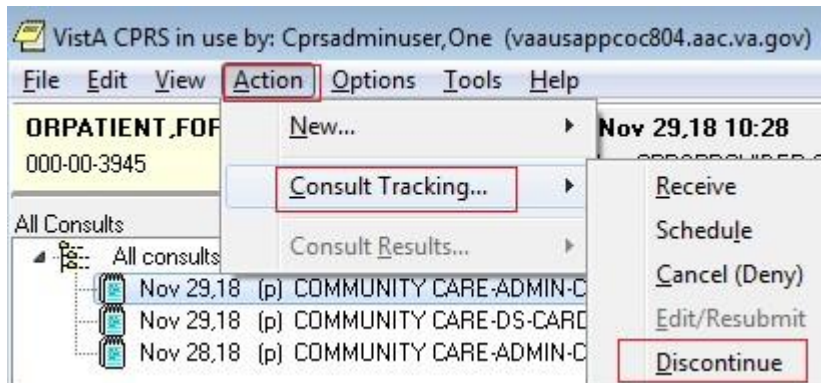 VistA CPRS in use by: Cprsadminuser,One (vaausappcoc804.aac.va.gov)
File Edit View Action Options Tools Help
ORPATIENT,FOR
000-00-3945
Nov 29,18 10:28
New...
Consult Tracking...
Consult Results...
Receive
Schedule
Cancel (Deny)
Edit/Resubmit
Discontinue
All Consults
All consults
Nov 29,18 (p) COMMUNITY CARE-ADMIN-C
Nov 29,18 (p) COMMUNITY CARE-DS-CARD
Nov 28,18 (p) COMMUNITY CARE-ADMIN-C